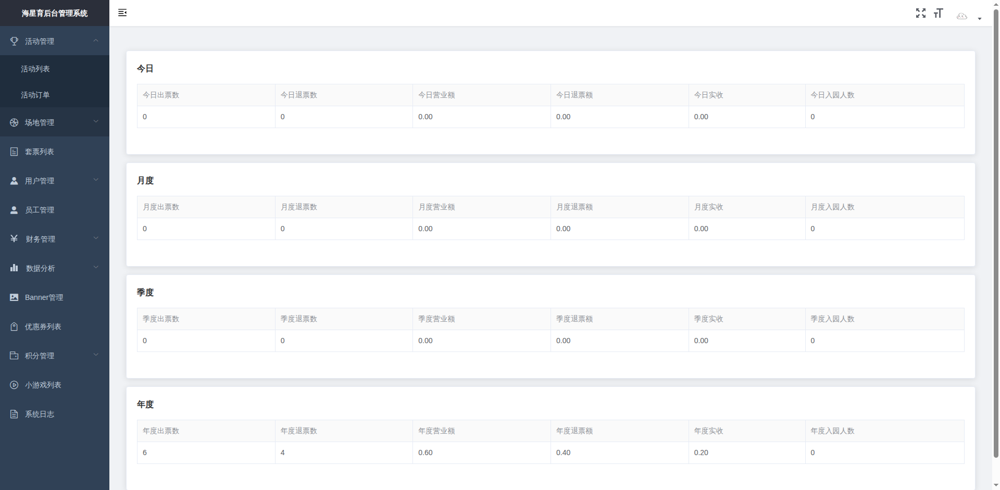 海星育后台管理系统
活动管理
活动列表
活动订单
场地管理
套票列表
用户管理
员工管理
财务管理
数据分析
Banner管理
优惠券列表
积分管理
小游戏列表
系统日志
今日
今日出票数 今日退票数 今日营业额 今日退票额 今日实收 今日入园人数
0 0 0.00 0.00 0.00 0
月度
月度出票数 月度退票数 月度营业额 月度退票额 月度实收 月度入园人数
0 0 0.00 0.00 0.00 0
季度
季度出票数 季度退票数 季度营业额 季度退票额 季度实收 季度入园人数
0 0 0.00 0.00 0.00 0
年度
年度出票数 年度退票数 年度营业额 年度退票额 年度实收 年度入园人数
6 4 0.60 0.40 0.20 0